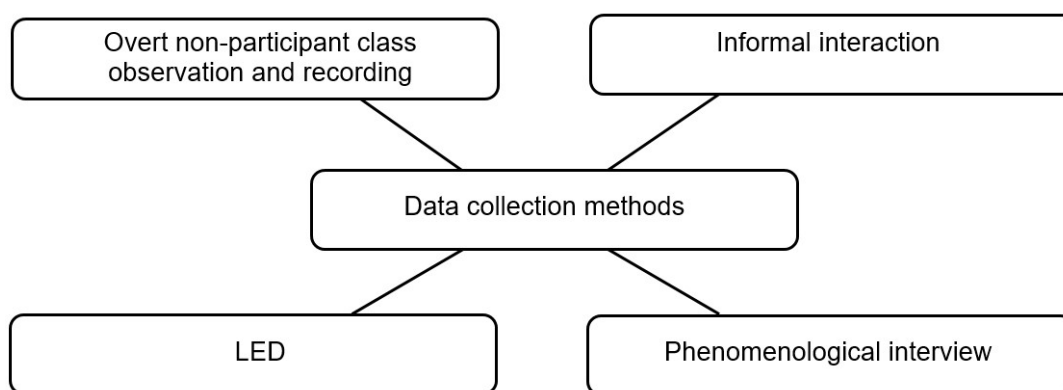 Overt non-participant class
observation and recording
Informal interaction
Data collection methods
LED
Phenomenological interview